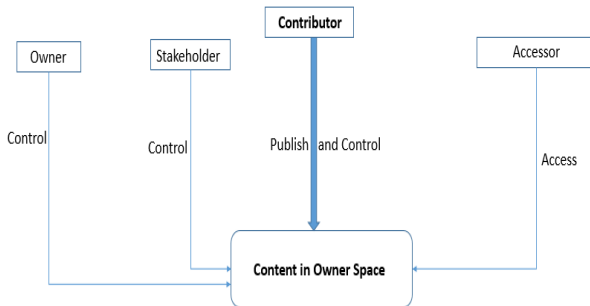 Contributor
Owner
Stakeholder
Accessor
Control
Control
Publish and Control
Access
Content in Owner Space